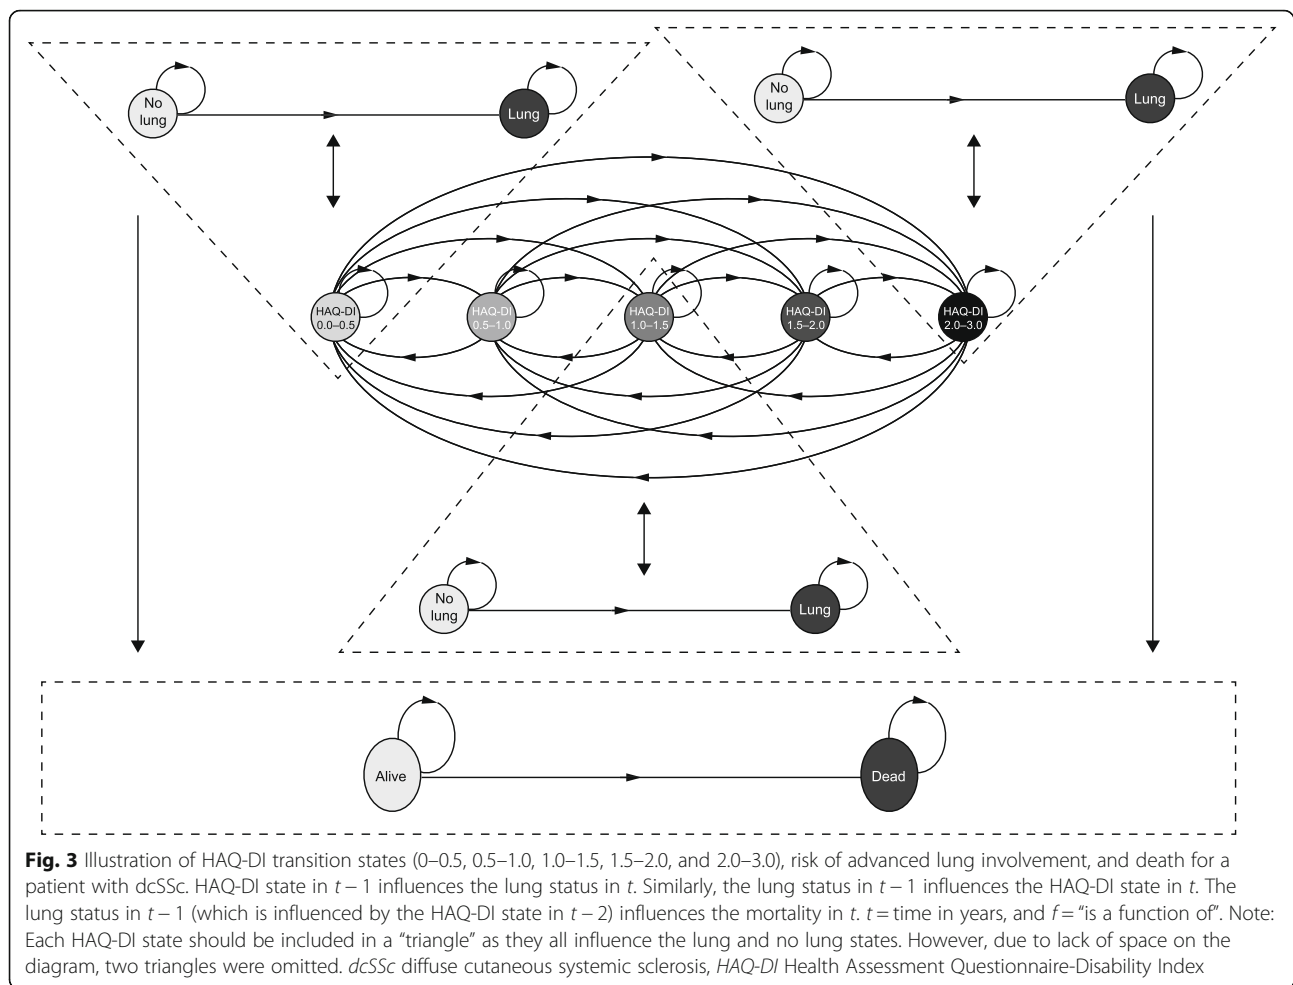 No
lung
Lung
No
lung
Lung
HAQ-DI
0.0–0.5
HAQ-DI
0.5–1.0
HAQ-DI
1.0–1.5
HAQ-DI
1.5–2.0
HAQ-DI
2.0–3.0
No
lung
Lung
Alive
Dead
Fig. 3 Illustration of HAQ-DI transition states (0–0.5, 0.5–1.0, 1.0–1.5, 1.5–2.0, and 2.0–3.0), risk of advanced lung involvement, and death for a
patient with dcSSc. HAQ-DI state in t − 1 influences the lung status in t. Similarly, the lung status in t − 1 influences the HAQ-DI state in t. The
lung status in t − 1 (which is influenced by the HAQ-DI state in t − 2) influences the mortality in t. t = time in years, and f = “is a function of”. Note:
Each HAQ-DI state should be included in a “triangle” as they all influence the lung and no lung states. However, due to lack of space on the
diagram, two triangles were omitted. dcSSc diffuse cutaneous systemic sclerosis, HAQ-DI Health Assessment Questionnaire-Disability Index